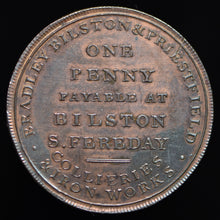 BRADLEY, BILSTON & PRIESTFIELD
ONE
PENNY
PAYABLE AT
BILSTON
S. FEREDAY
COLLIERIES
& IRON·WORKS